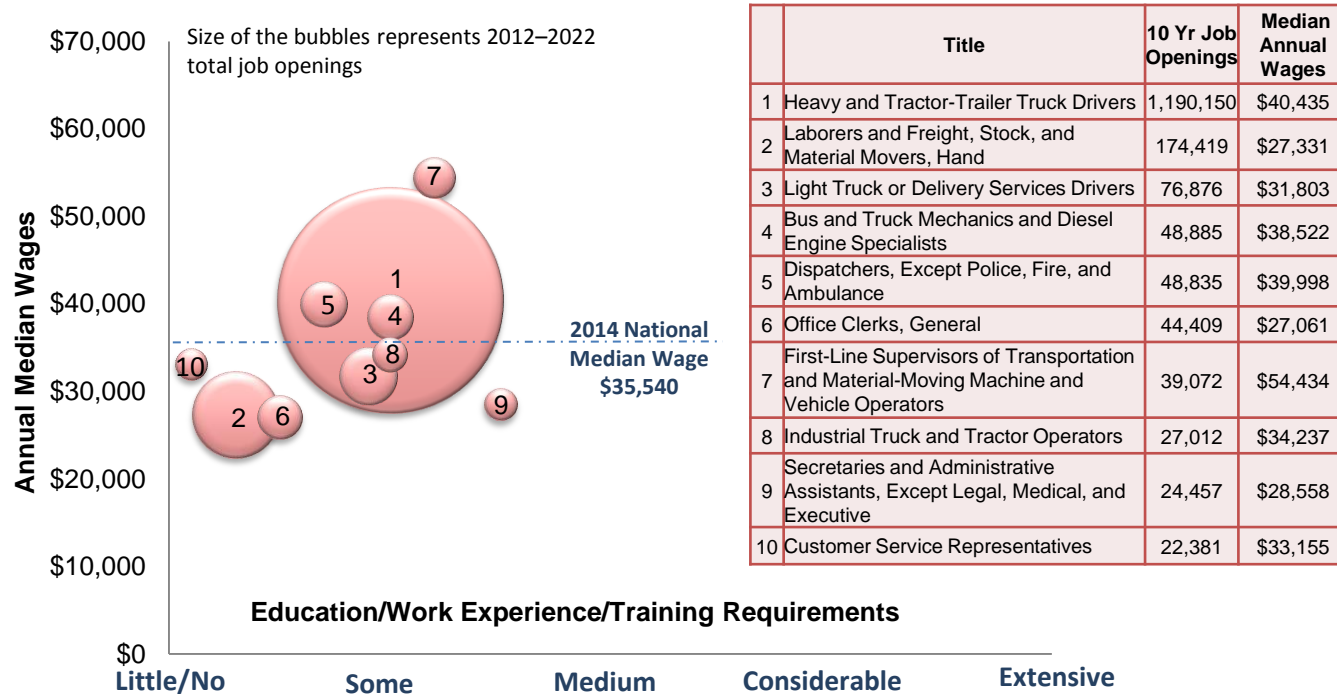 $70,000
$60,000
$50,000
$40,000
$30,000
$20,000
$10,000
$0
Annual Median Wages
Size of the bubbles represents 2012–2022
total job openings
7
1
5
4
8
3
10
2
6
9
2014 National
Median Wage
$35,540
Education/Work Experience/Training Requirements
Little/No
Some
Medium
Considerable
Extensive
Title
10 Yr Job
Openings
Median
Annual
Wages
1 Heavy and Tractor-Trailer Truck Drivers 1,190,150 $40,435
2 Laborers and Freight, Stock, and
Material Movers, Hand 174,419 $27,331
3 Light Truck or Delivery Services Drivers 76,876 $31,803
4 Bus and Truck Mechanics and Diesel
Engine Specialists 48,885 $38,522
5 Dispatchers, Except Police, Fire, and
Ambulance 48,835 $39,998
6 Office Clerks, General 44,409 $27,061
7 First-Line Supervisors of Transportation
and Material-Moving Machine and
Vehicle Operators 39,072 $54,434
8 Industrial Truck and Tractor Operators 27,012 $34,237
9 Secretaries and Administrative
Assistants, Except Legal, Medical, and
Executive 24,457 $28,558
10 Customer Service Representatives 22,381 $33,155